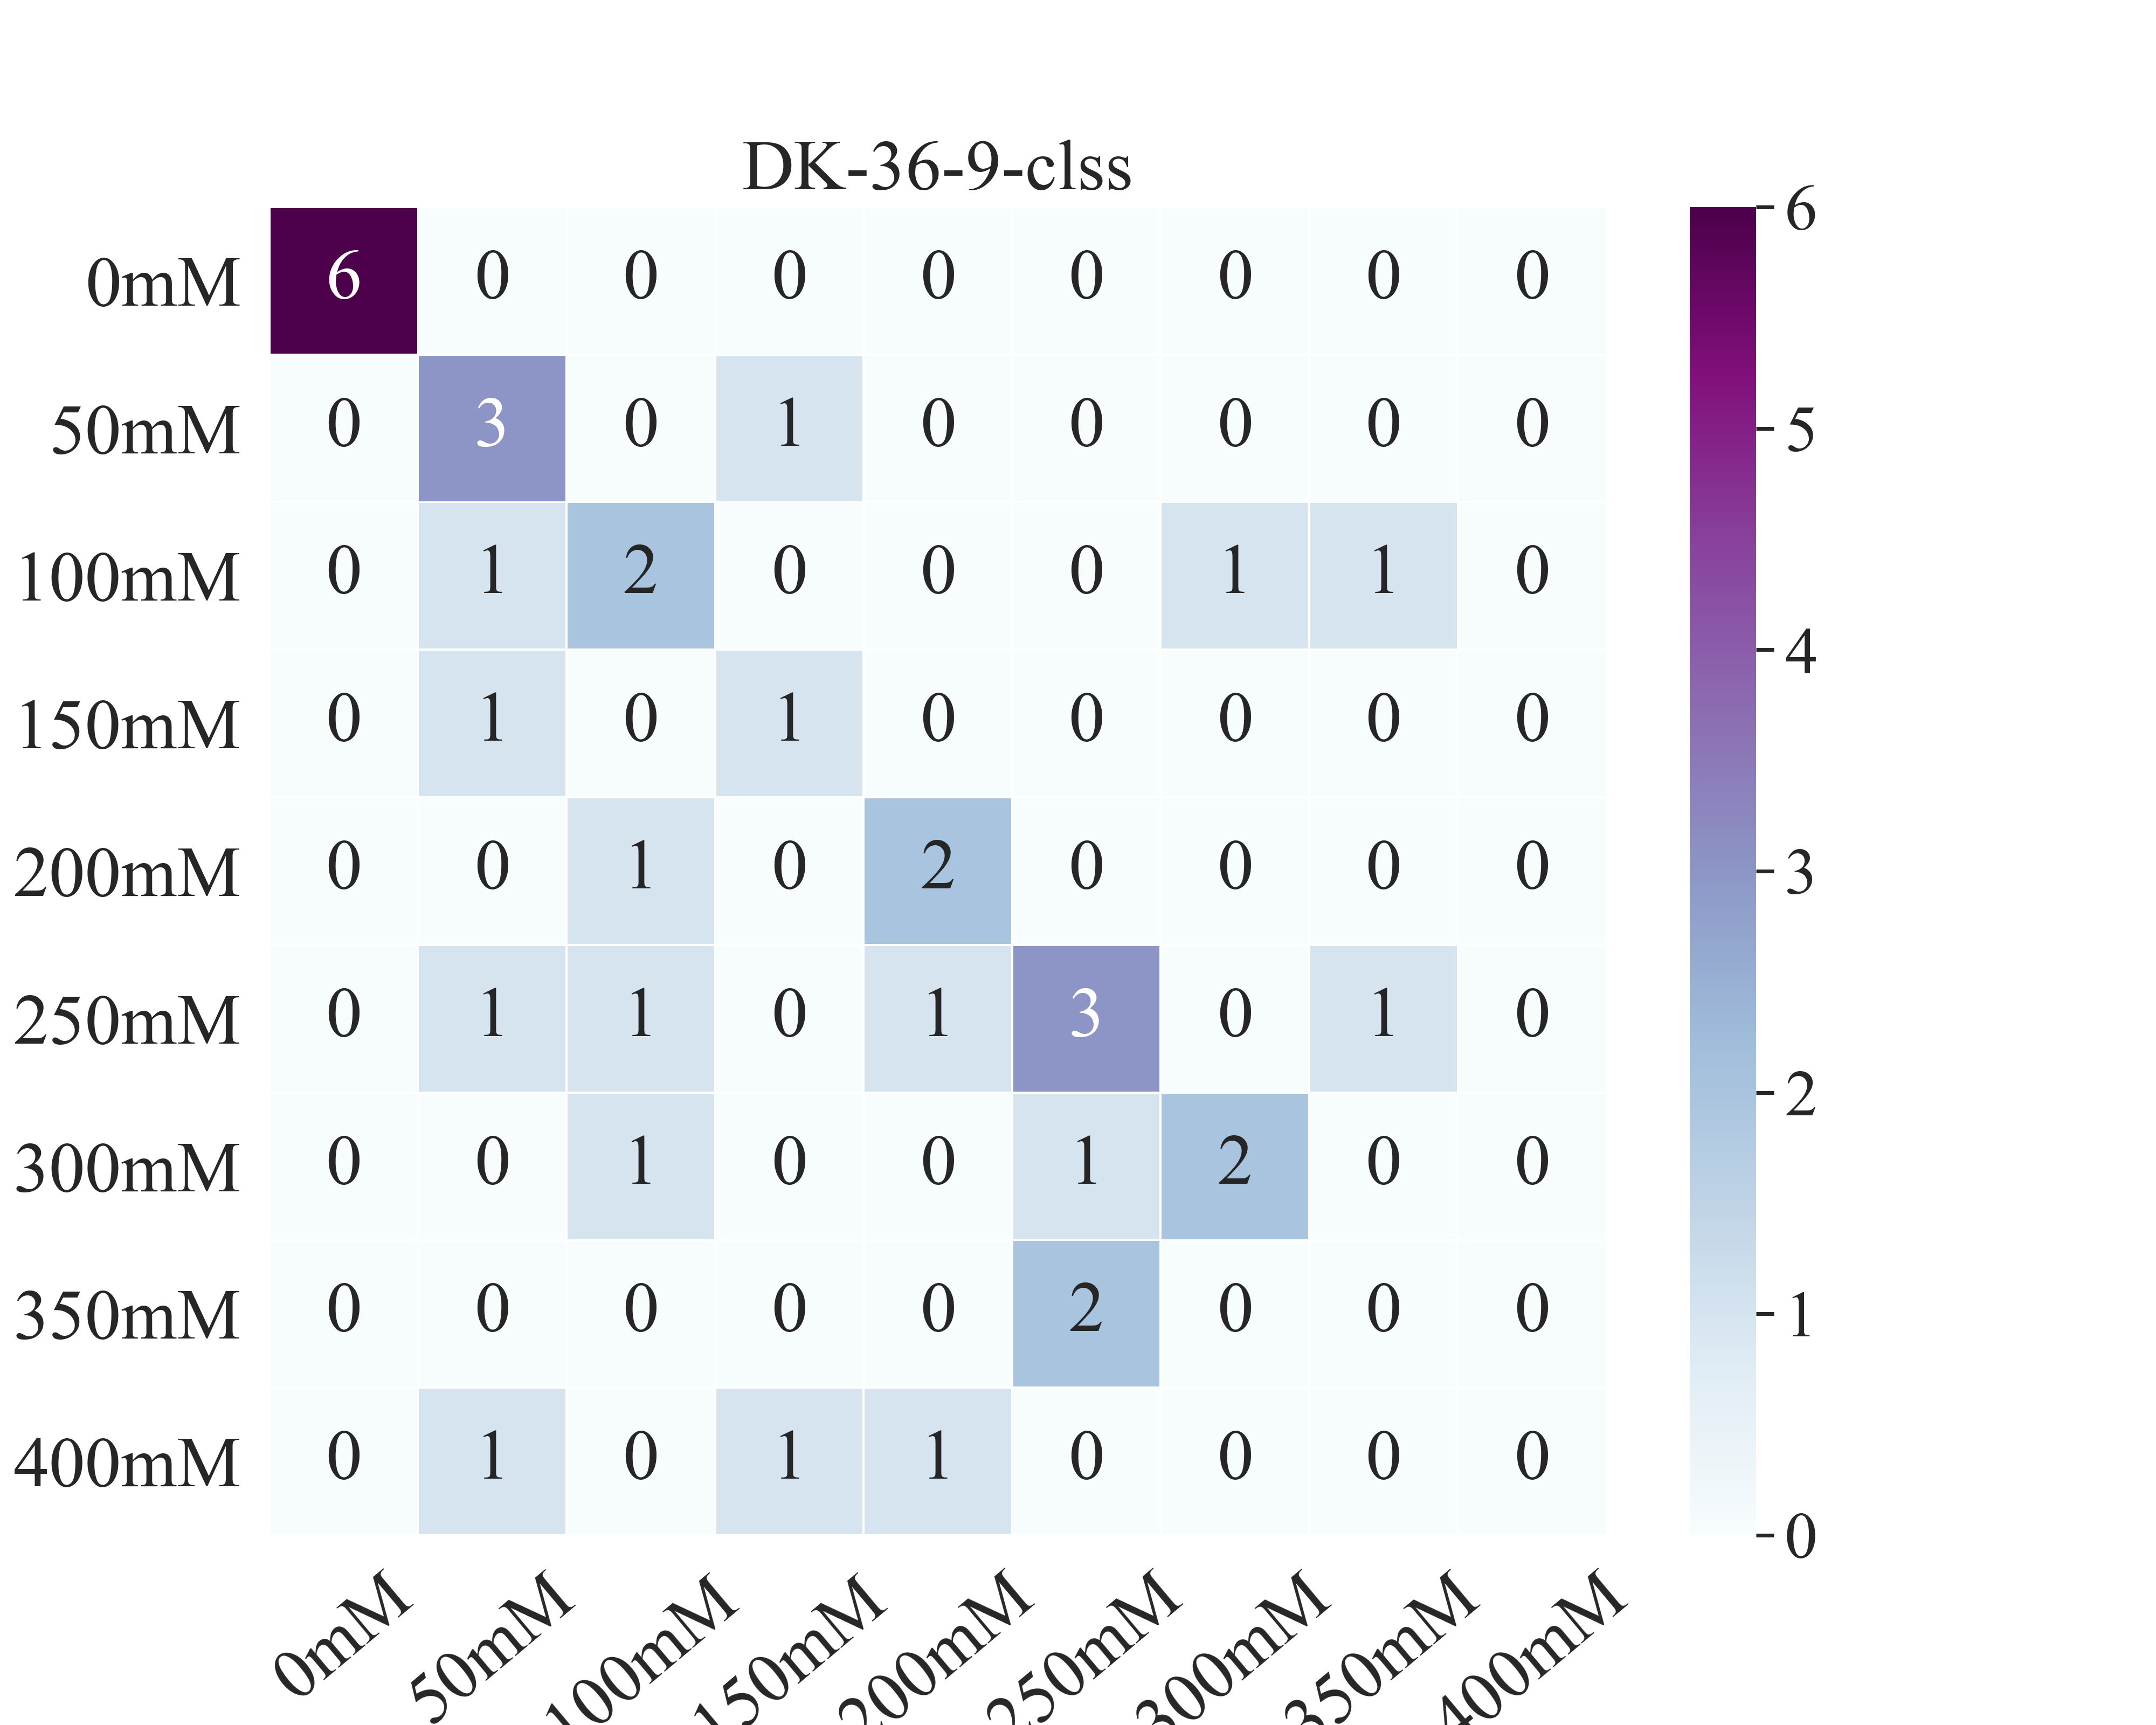 DK-36-9-clss
0mM 6 0 0 0 0 0 0 0 0
50mM 0 3 0 1 0 0 0 0 0
100mM 0 1 2 0 0 0 1 1 0
150mM 0 1 0 1 0 0 0 0 0
200mM 0 0 1 0 2 0 0 0 0
250mM 0 1 1 0 1 3 0 1 0
300mM 0 0 1 0 0 1 2 0 0
350mM 0 0 0 0 0 2 0 0 0
400mM 0 1 0 1 1 0 0 0 0
0mM 50mM 100mM 150mM 200mM 250mM 300mM 350mM 400mM
6
5
4
3
2
1
0